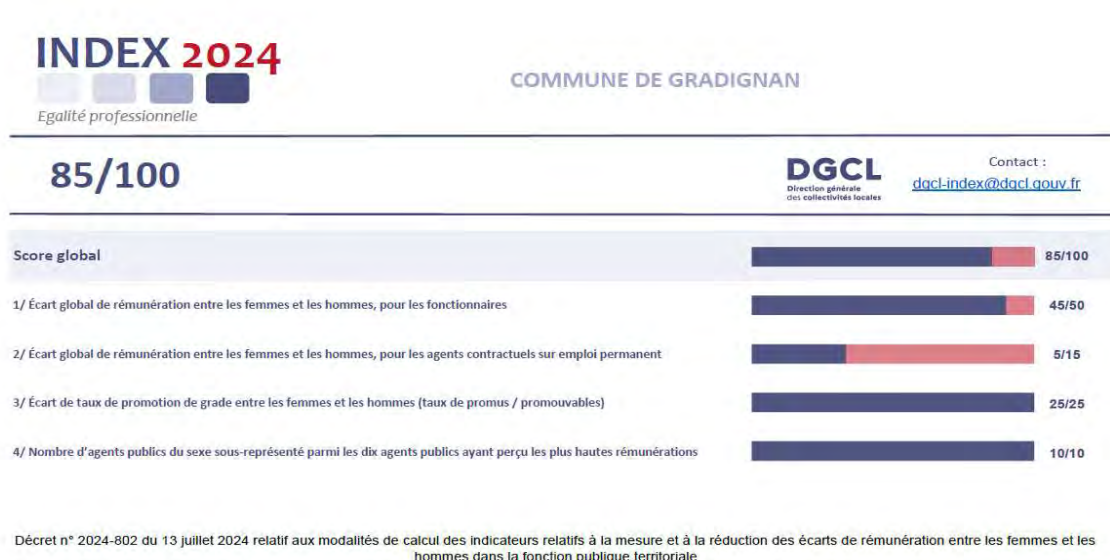 INDEX 2024
Egalité professionnelle
COMMUNE DE GRADIGNAN
85/100
DGCL
Direction générale
des collectivités locales
Contact :
dgcl-index@dgcl.gouv.fr
Score global
85/100
1/ Écart global de rémunération entre les femmes et les hommes, pour les fonctionnaires
45/50
2/ Écart global de rémunération entre les femmes et les hommes, pour les agents contractuels sur emploi permanent
5/15
3/ Écart de taux de promotion de grade entre les femmes et les hommes (taux de promus / promouvables)
25/25
4/ Nombre d'agents publics du sexe sous-représenté parmi les dix agents publics ayant perçu les plus hautes rémunérations
10/10
Décret n° 2024-802 du 13 juillet 2024 relatif aux modalités de calcul des indicateurs relatifs à la mesure et à la réduction des écarts de rémunération entre les femmes et les
hommes dans la fonction publique territoriale